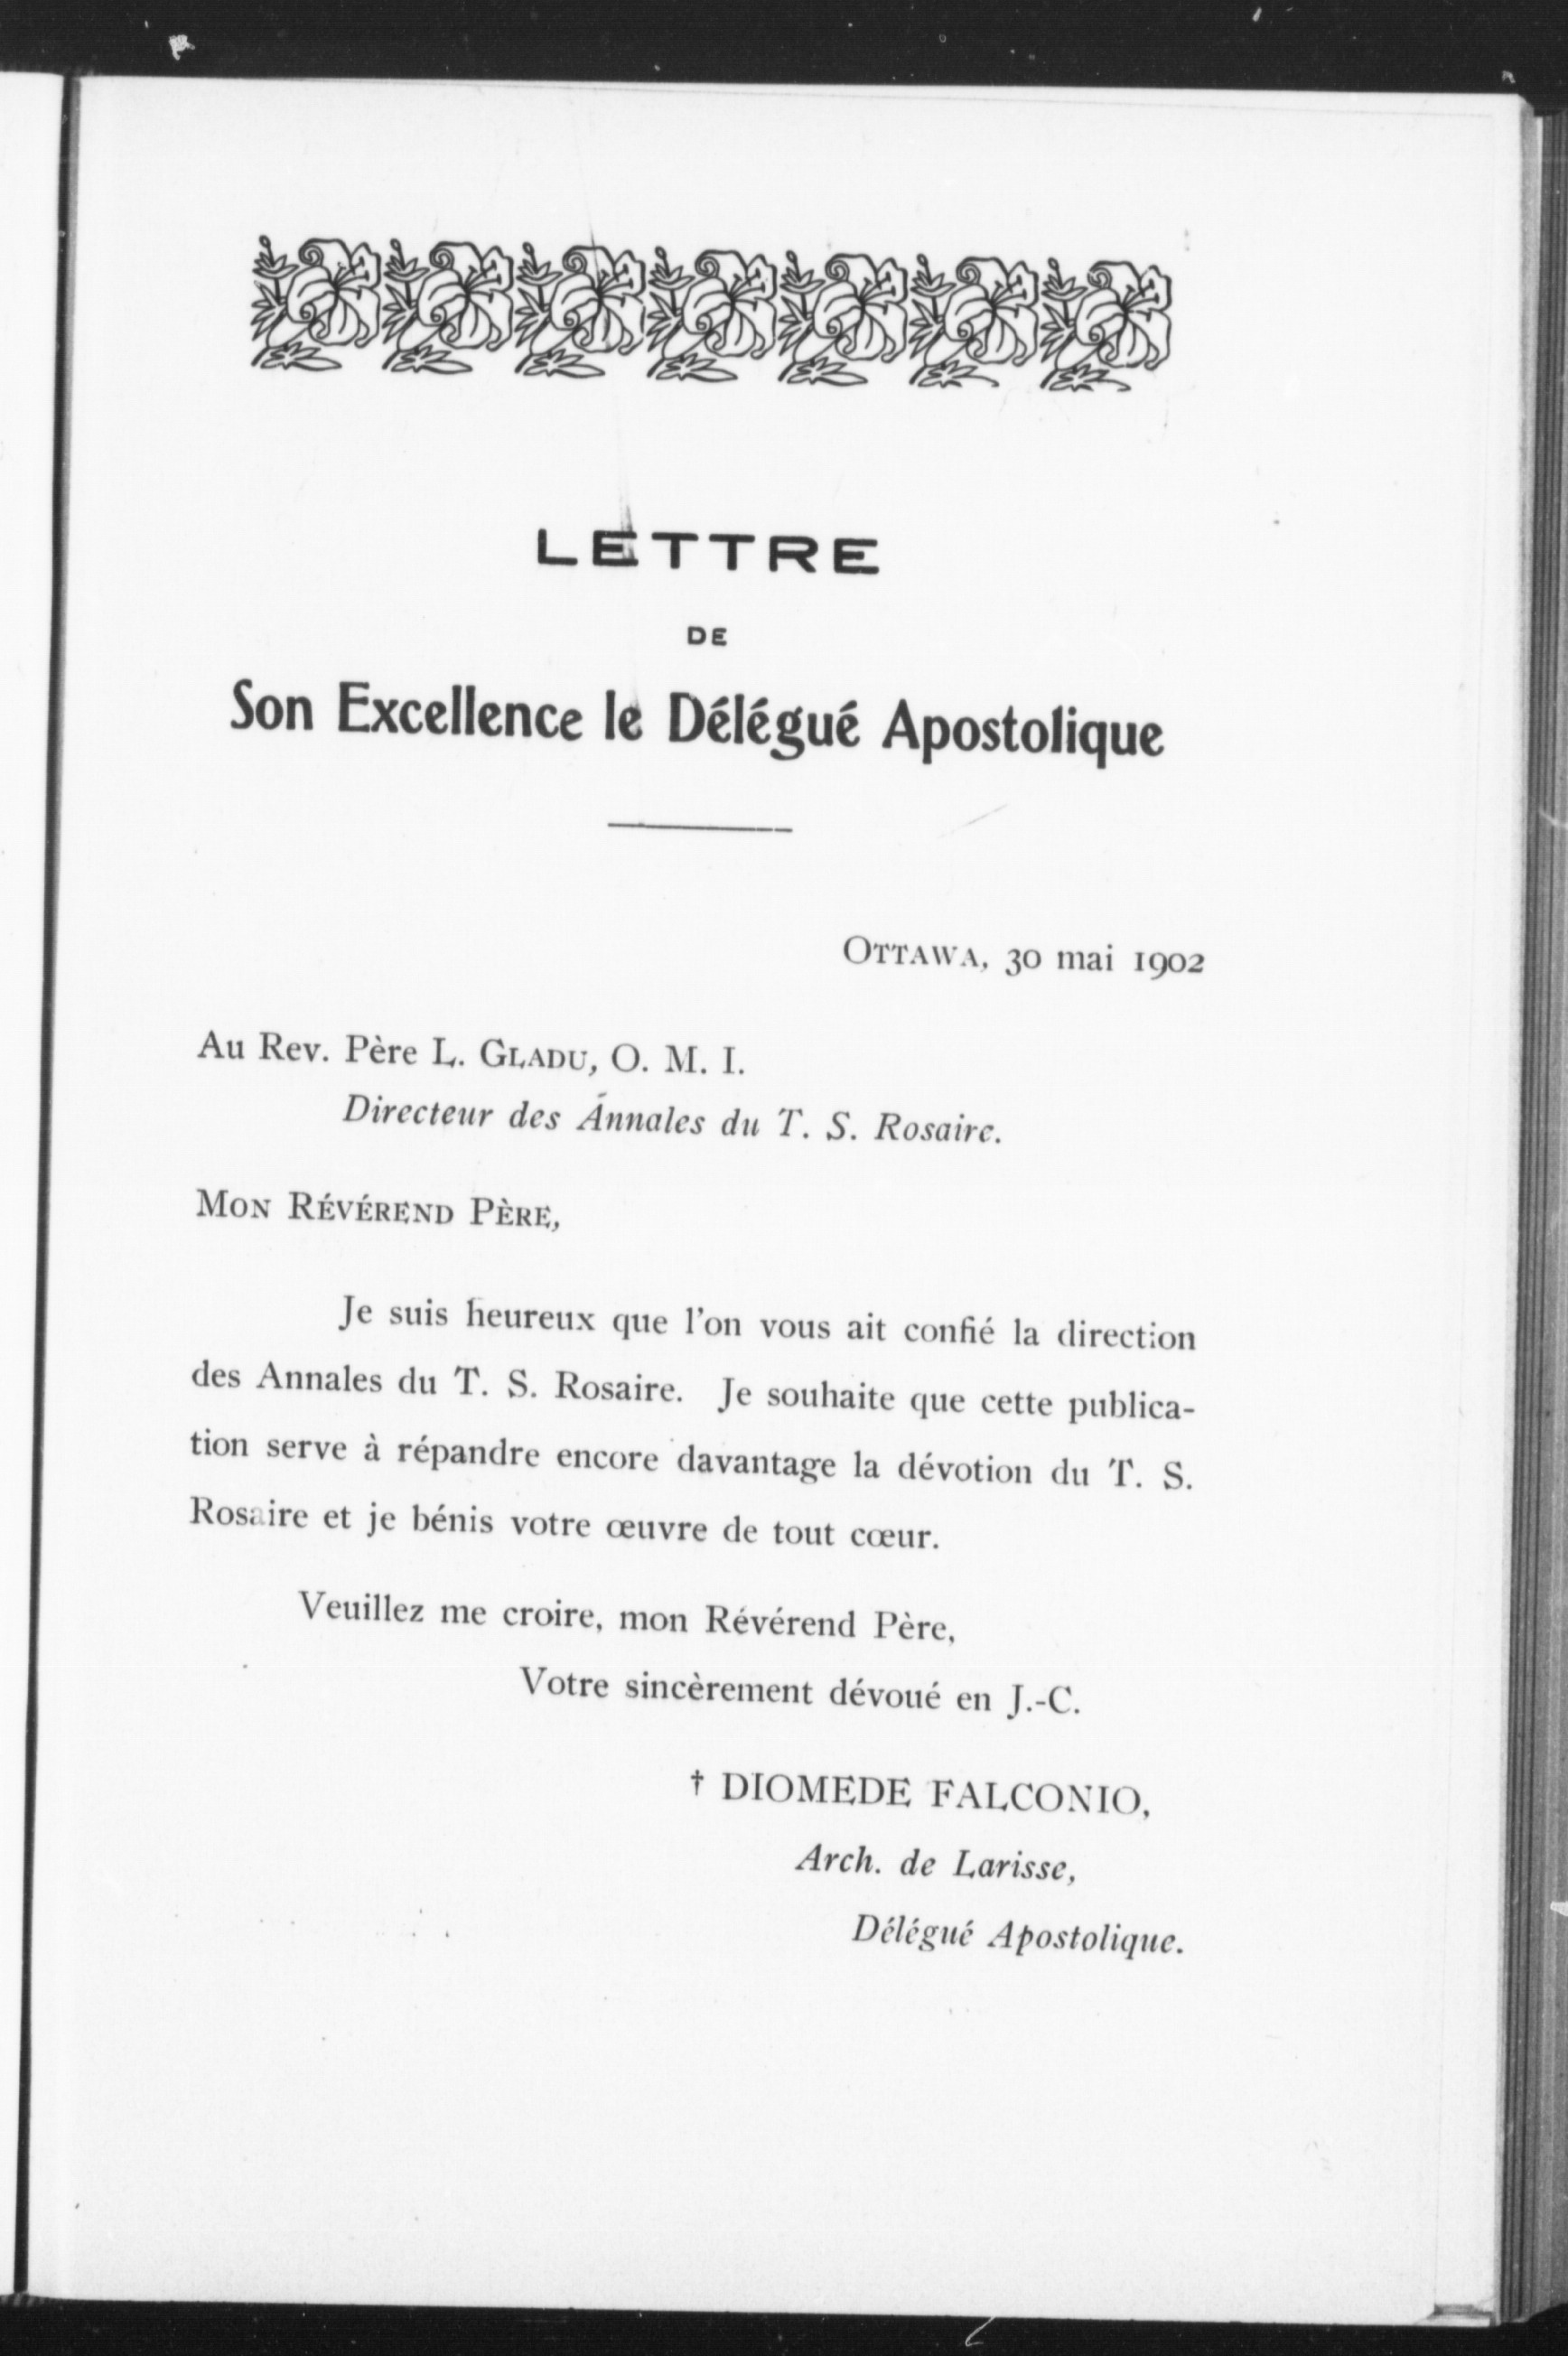 LETTRE
DE
Son Excellence le Délégué Apostolique
OTTAWA, 30 mai 1902
Au Rev. Père L. GLADU, O. M. I.
Directeur des Annales du T. S. Rosaire.
MON RÉVÉREND PÈRE,
Je suis heureux que l'on vous ait confié la direction
des Annales du T. S. Rosaire. Je souhaite que cette publica-
tion serve à répandre encore davantage la dévotion du T. S.
Rosaire et je bénis votre œuvre de tout cœur.
Veuillez me croire, mon Révérend Père,
Votre sincèrement dévoué en J.-C.
† DIOMEDE FALCONIO,
Arch. de Larisse,
Délégué Apostolique.